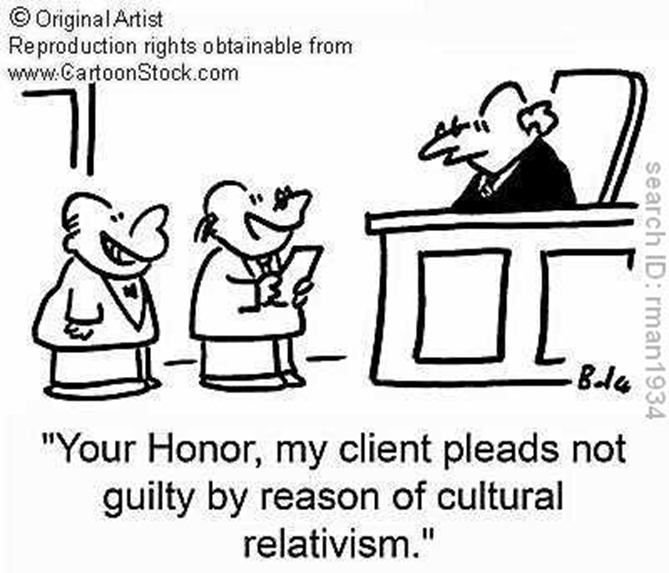 © Original Artist
Reproduction rights obtainable from
www.CartoonStock.com
search ID: rman1934
"Your Honor, my client pleads not
guilty by reason of cultural
relativism."